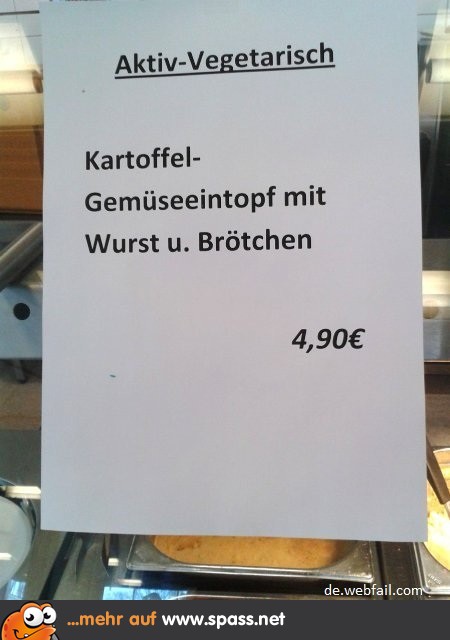 Aktiv-Vegetarisch
Kartoffel-
Gemüseeintopf mit
Wurst u. Brötchen
4,90€
de.webfail.com
...mehr auf www.spass.net